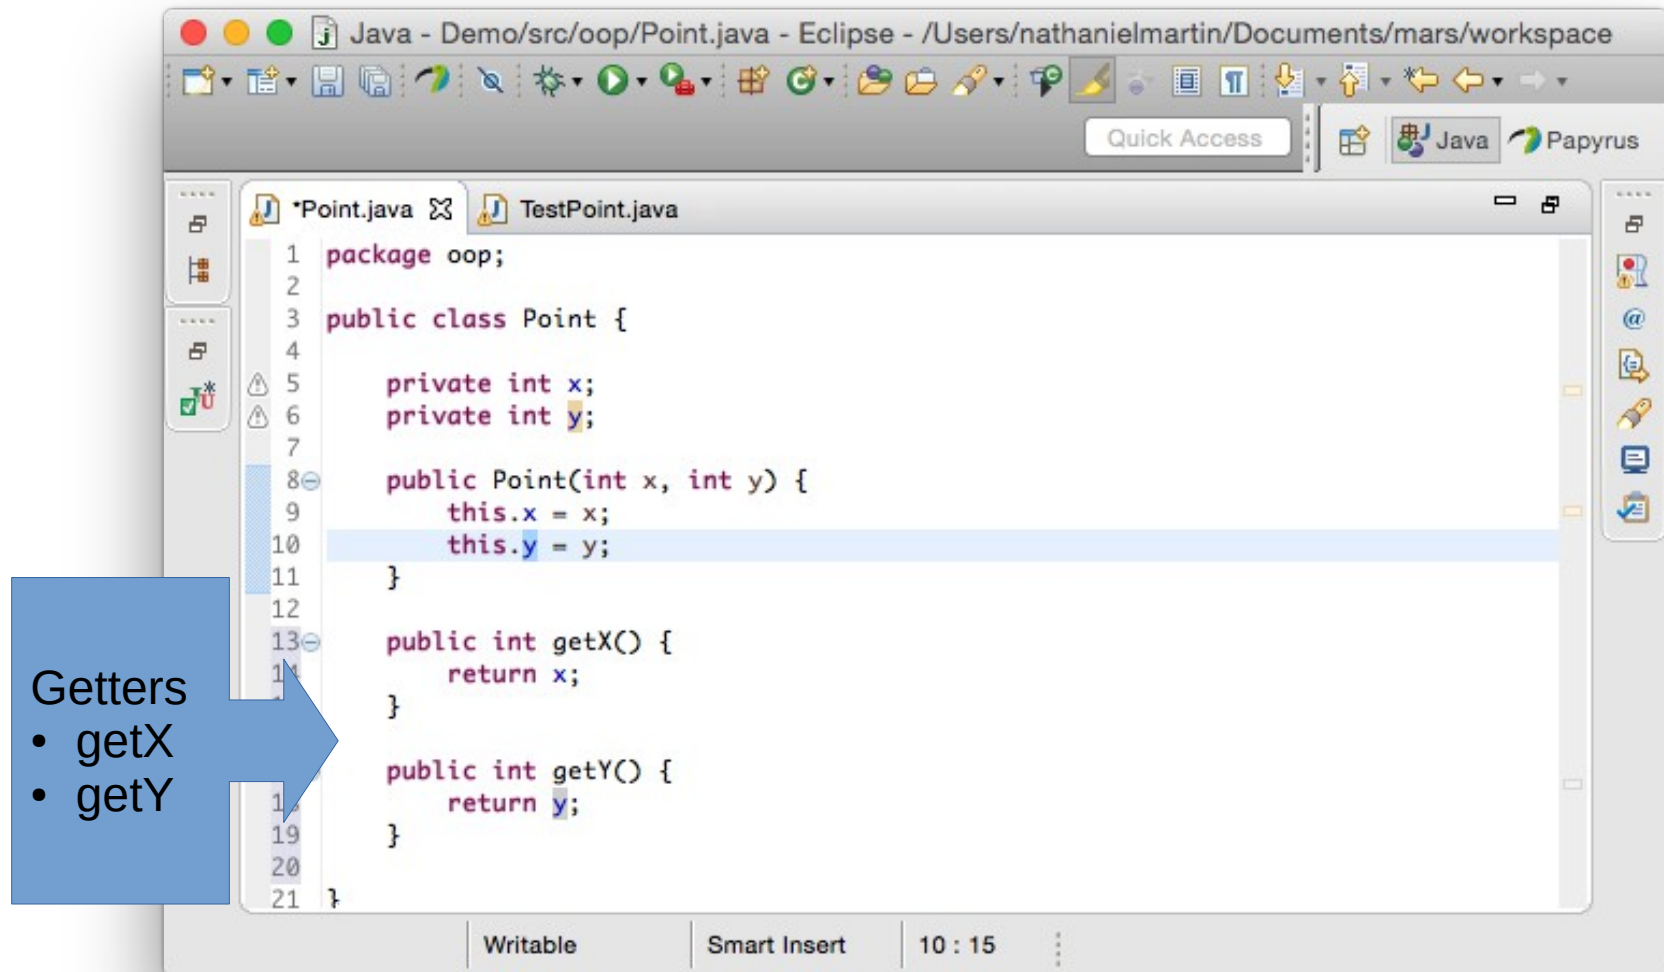 Java - Demo/src/oop/Point.java - Eclipse - /Users/nathanielmartin/Documents/mars/workspace
Quick Access
Java
Papyrus
*Point.java
TestPoint.java
1 package oop;
2
3 public class Point {
4
5 private int x;
6 private int y;
7
8 public Point(int x, int y) {
9 this.x = x;
10 this.y = y;
11 }
12
13 public int getX() {
14 return x;
}
public int getY() {
18 return y;
19 }
20
21 }
Getters
• getX
• getY
Writable
Smart Insert
10 : 15